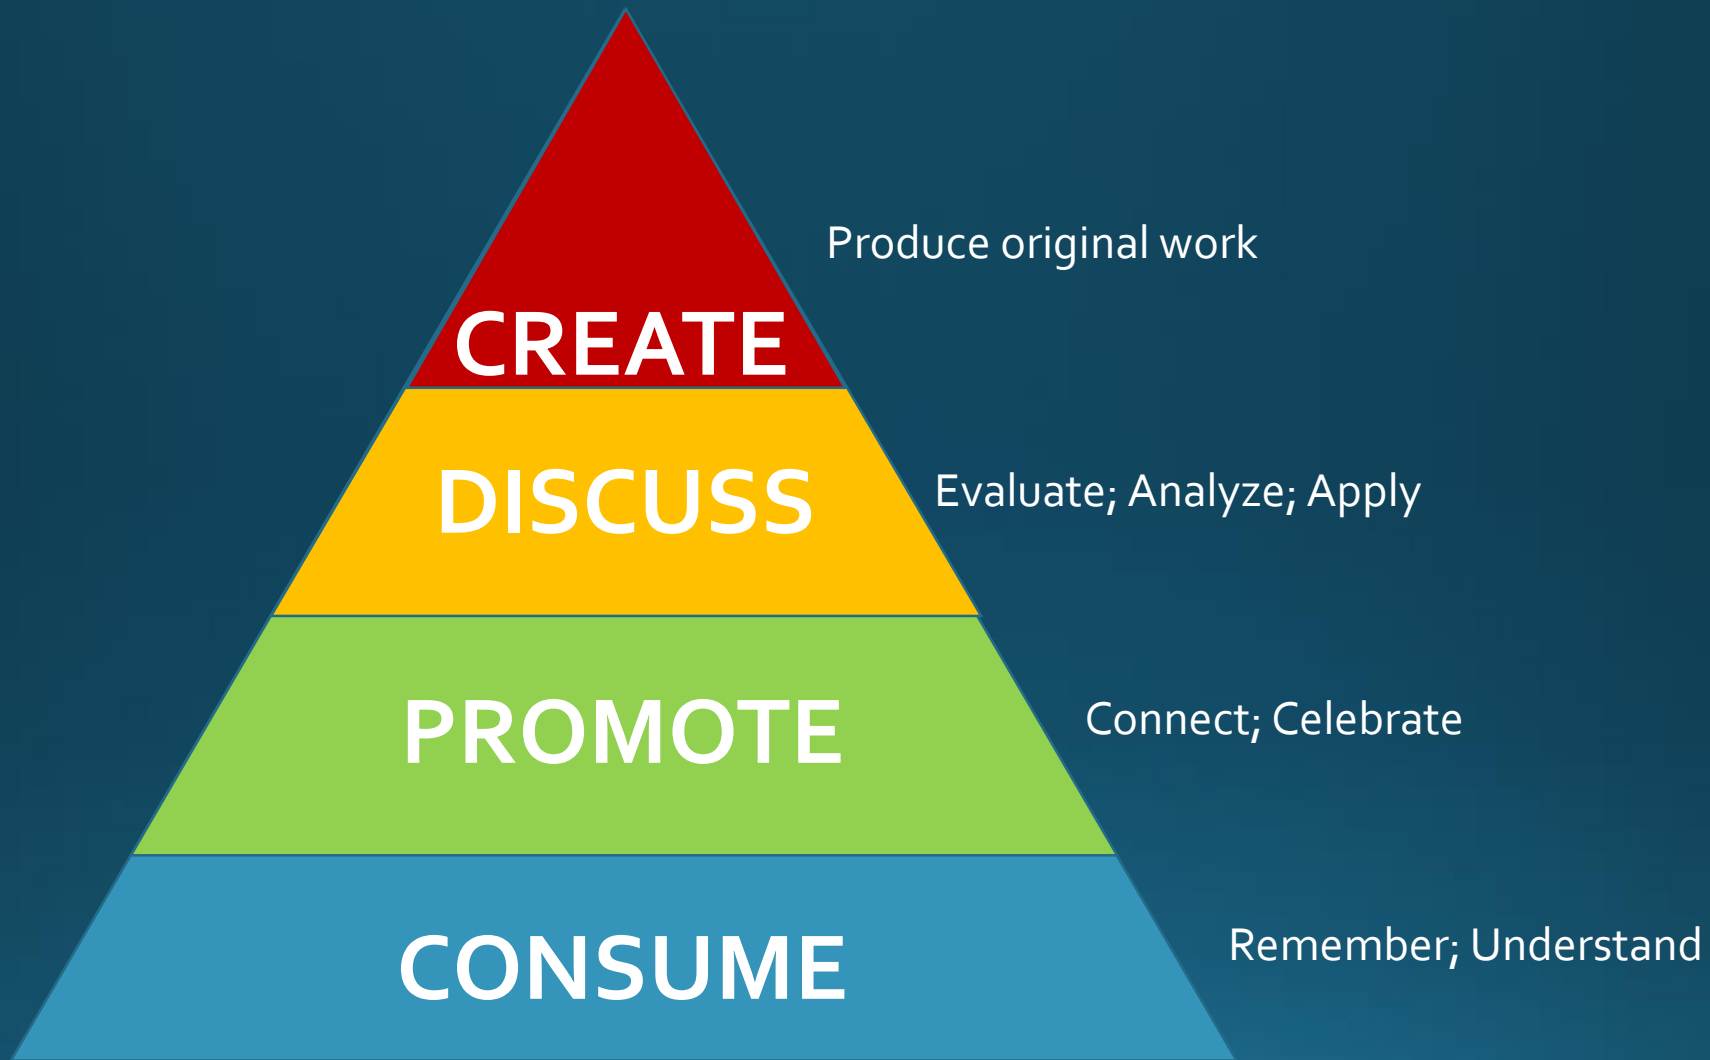 Produce original work
CREATE
DISCUSS
Evaluate; Analyze; Apply
PROMOTE
Connect; Celebrate
CONSUME
Remember; Understand